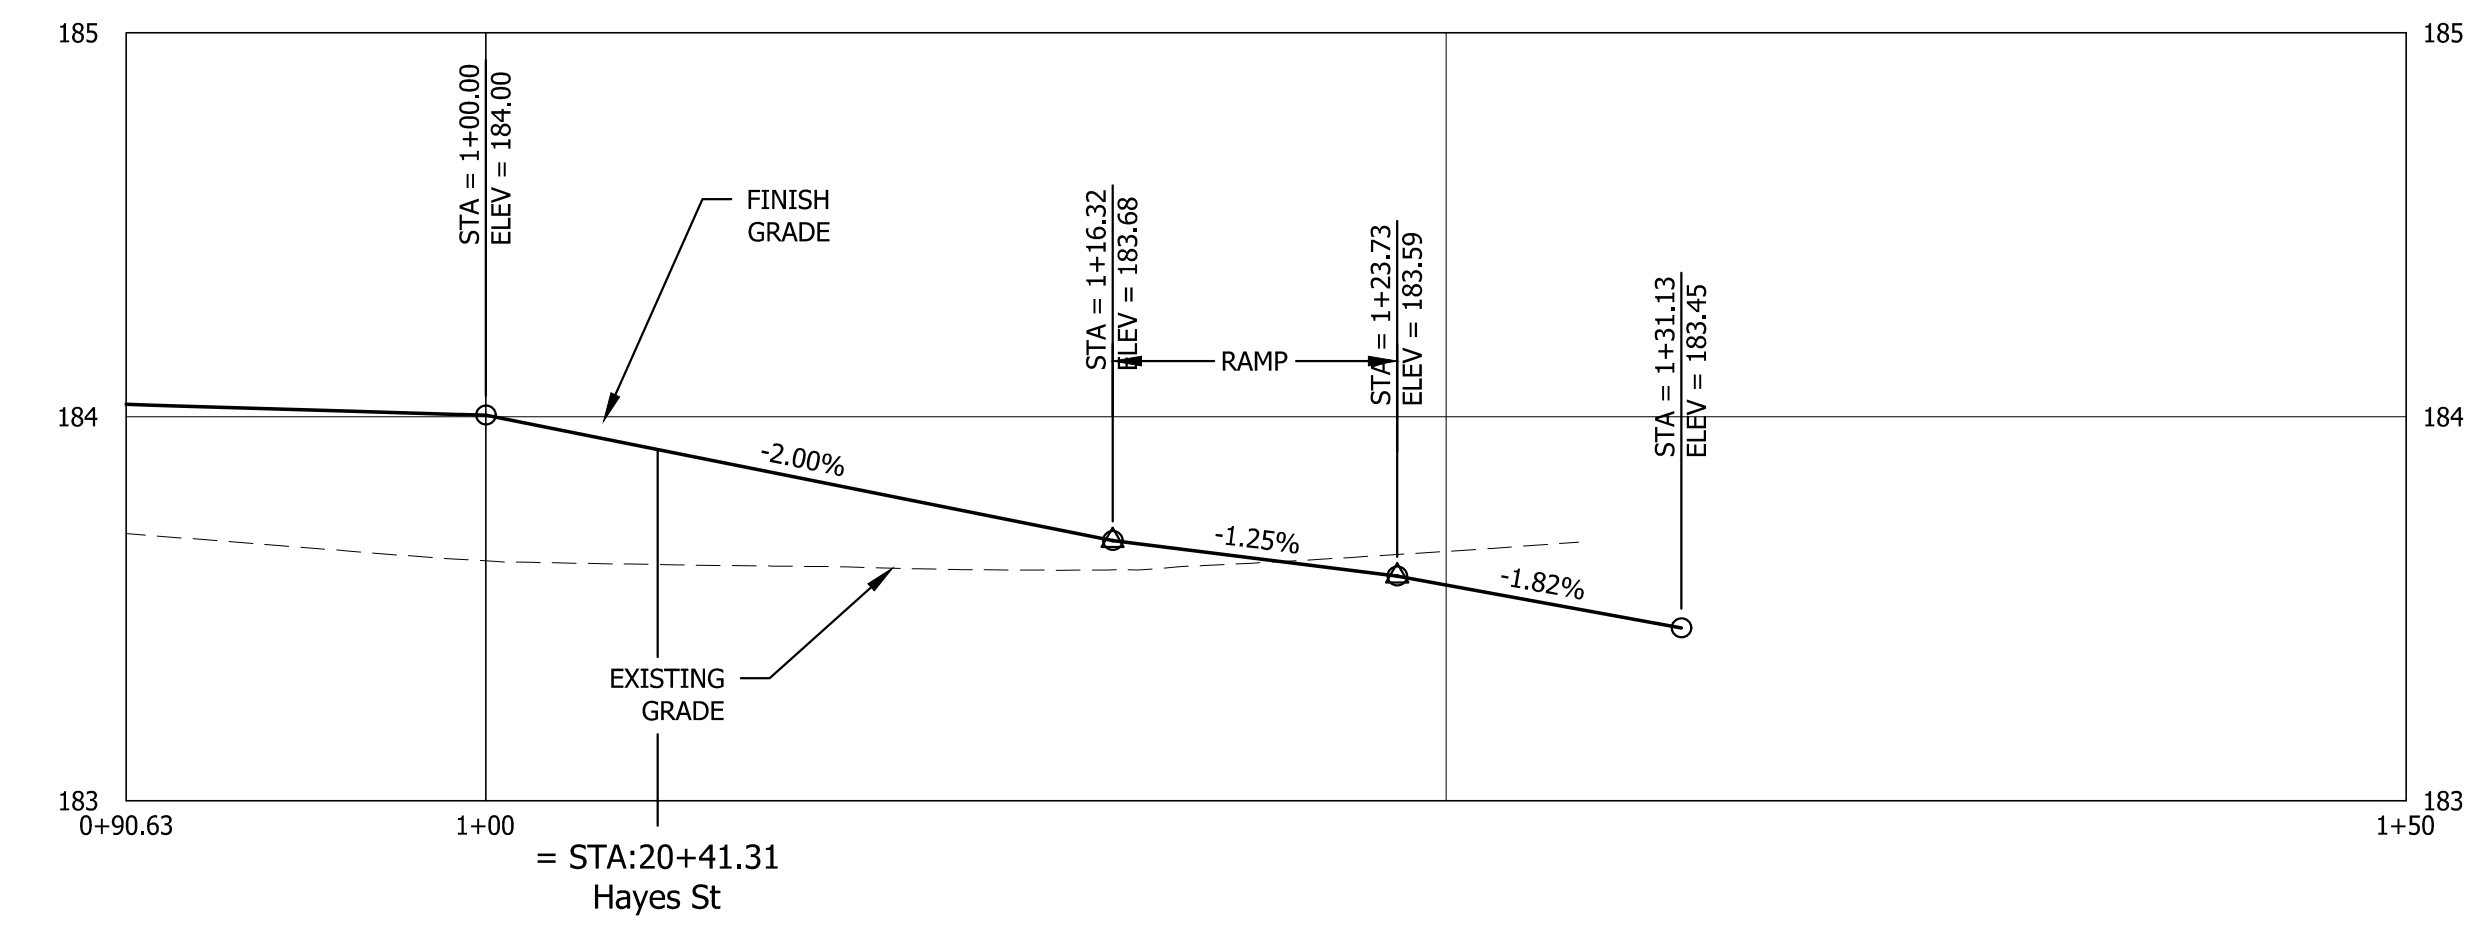 185
185
STA = 1+00.00
ELEV = 184.00
FINISH
GRADE
STA = 1+16.32
ELEV = 183.68
STA = 1+23.73
ELEV = 183.59
STA = 1+31.13
ELEV = 183.45
RAMP
184
184
-2.00%
-1.25%
-1.82%
EXISTING
GRADE
183
183
0+90.63
1+00
1+50
= STA:20+41.31
Hayes St